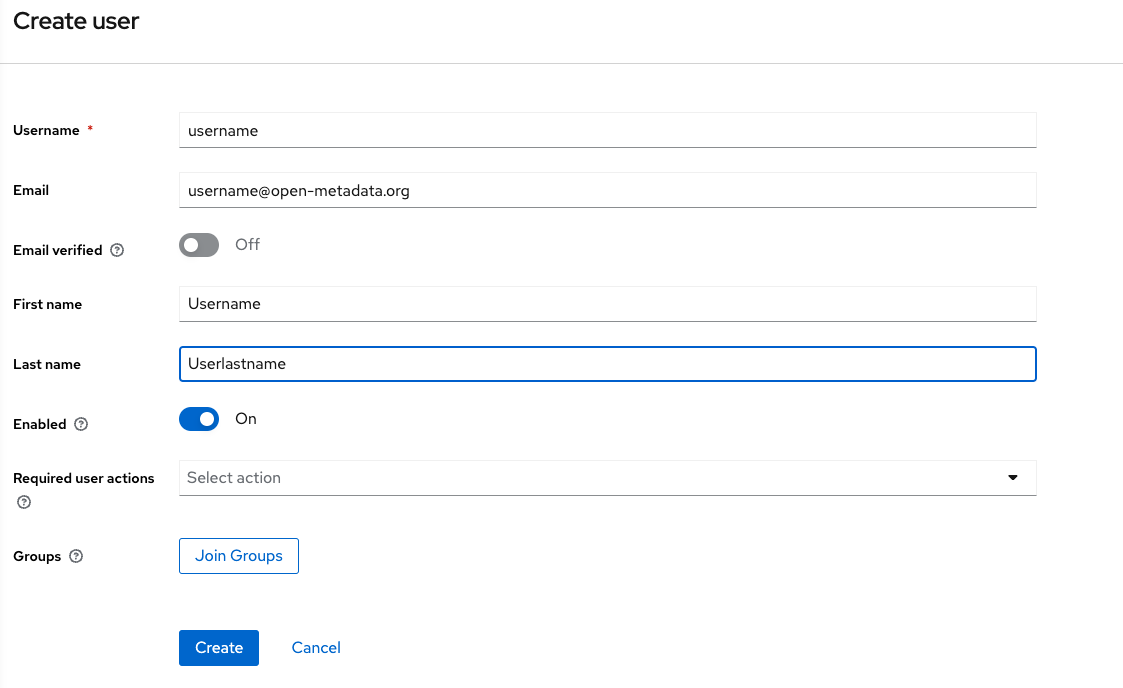 Create user
Username *
username
Email
username@open-metadata.org
Email verified ?
Off
First name
Username
Last name
Userlastname
Enabled ?
On
Required user actions
?
Select action
Groups ?
Join Groups
Create
Cancel